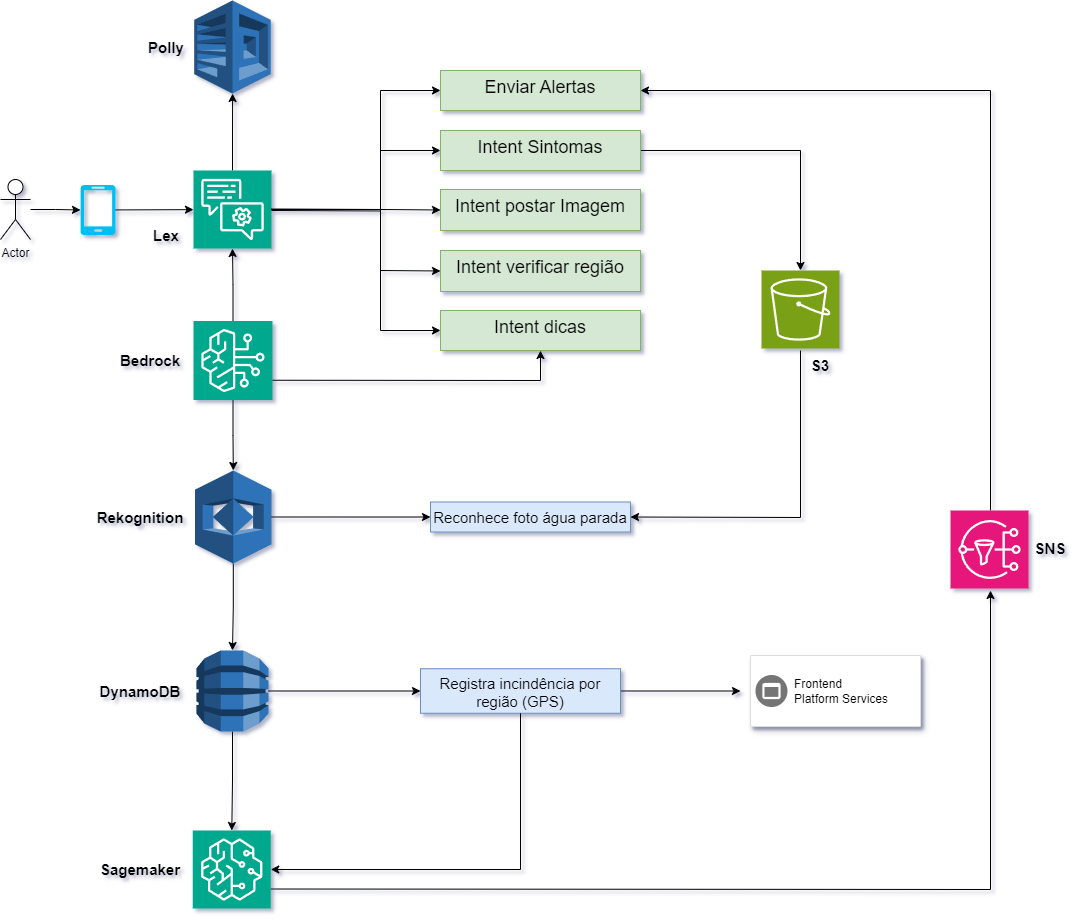 Polly
Enviar Alertas
Intent Sintomas
Actor
Lex
Intent postar Imagem
Intent verificar região
Intent dicas
Bedrock
S3
Rekognition
Reconhece foto água parada
SNS
DynamoDB
Registra incindência por
região (GPS)
Frontend
Platform Services
Sagemaker